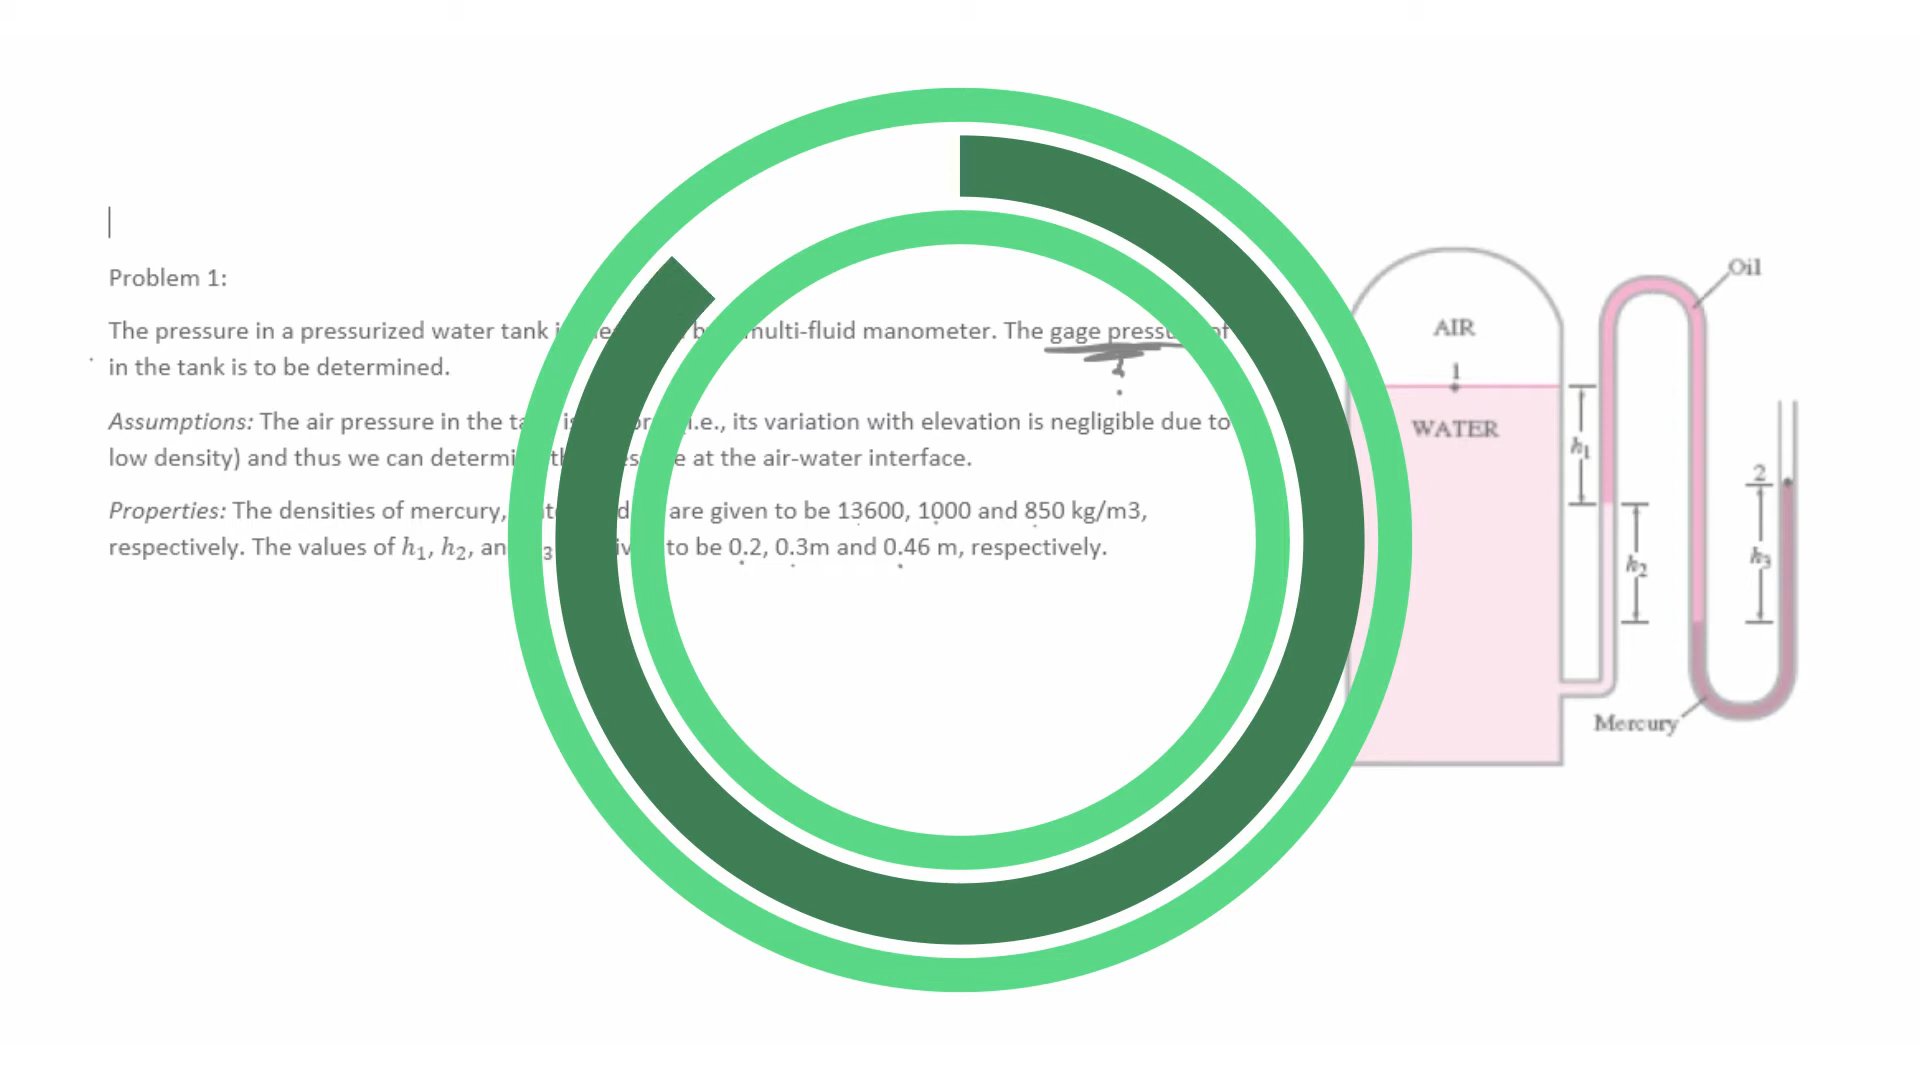 Problem 1:
The pressure in a pressurized water tank multi-fluid manometer. The gage of
in the tank is to be determined.
Assumptions: The air pressure in the i.e., its variation with elevation is negligible due to
low density) and thus we can at the air-water interface.
Properties: The densities of mercury, are given to be 13600, 1000 and 850 kg/m3,
respectively. The values of h₁, h₂, to be 0.2, 0.3m and 0.46 m, respectively.
Oil
AIR
1
WATER
h₁
2
h₂
h₃
Mercury